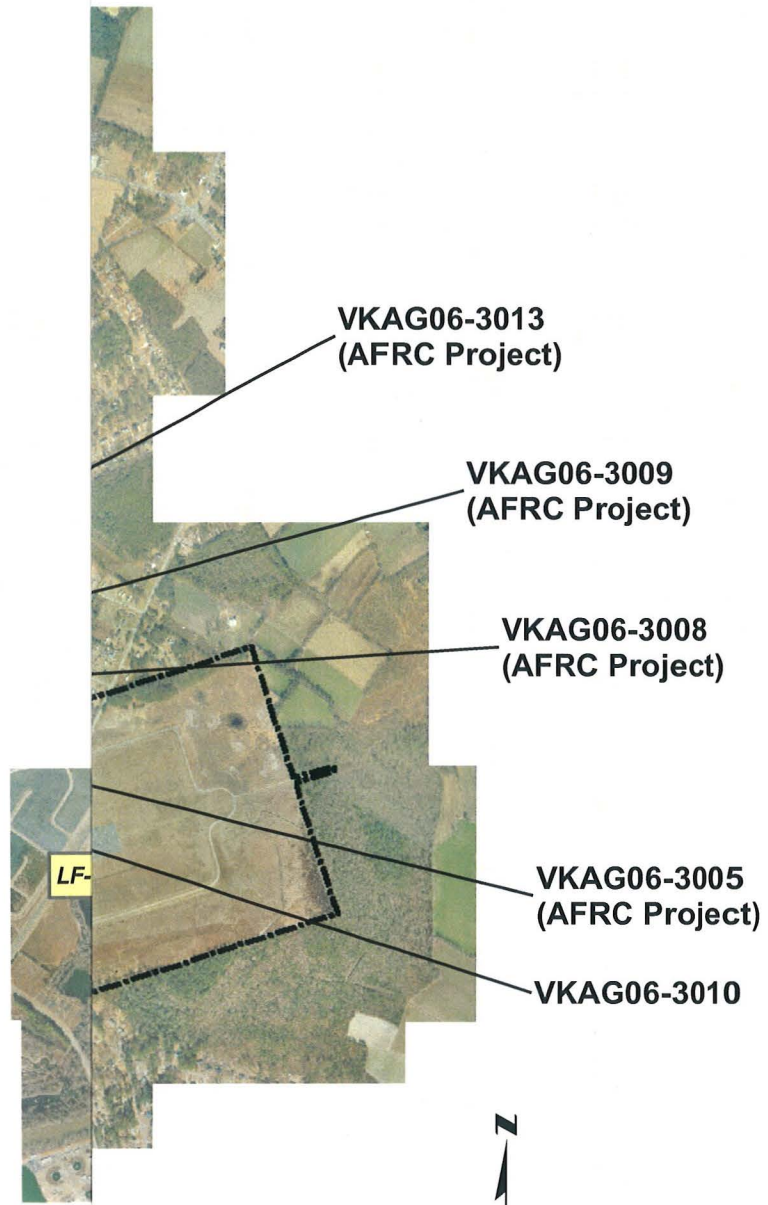 VKAG06-3013
(AFRC Project)
VKAG06-3009
(AFRC Project)
VKAG06-3008
(AFRC Project)
LF-
VKAG06-3005
(AFRC Project)
VKAG06-3010
N